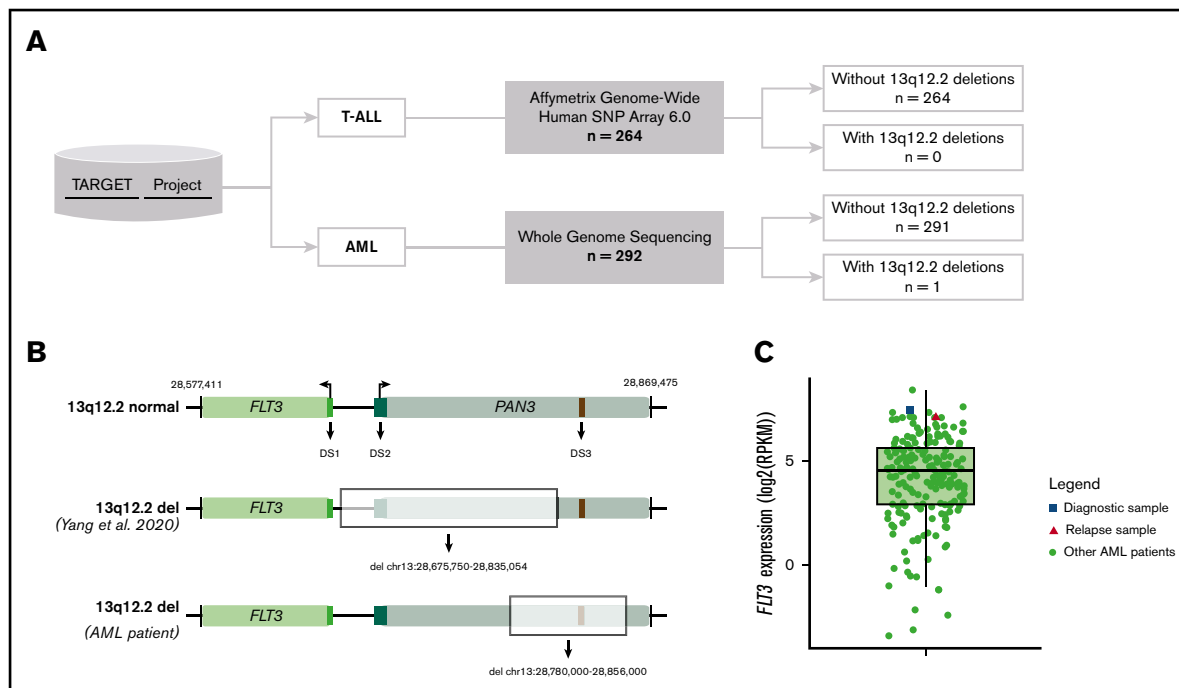 A
TARGET Project
T-ALL
Affymetrix Genome-Wide
Human SNP Array 6.0
n = 264
Without 13q12.2 deletions
n = 264
With 13q12.2 deletions
n = 0
AML
Whole Genome Sequencing
n = 292
Without 13q12.2 deletions
n = 291
With 13q12.2 deletions
n = 1
B
28,577,411
28,869,475
13q12.2 normal
FLT3
PAN3
DS1
DS2
DS3
13q12.2 del
(Yang et al. 2020)
FLT3
del chr13:28,675,750-28,835,054
13q12.2 del
(AML patient)
FLT3
del chr13:28,780,000-28,856,000
C
FLT3 expression (log2(RPKM))
5
0
Legend
Diagnostic sample
Relapse sample
Other AML patients